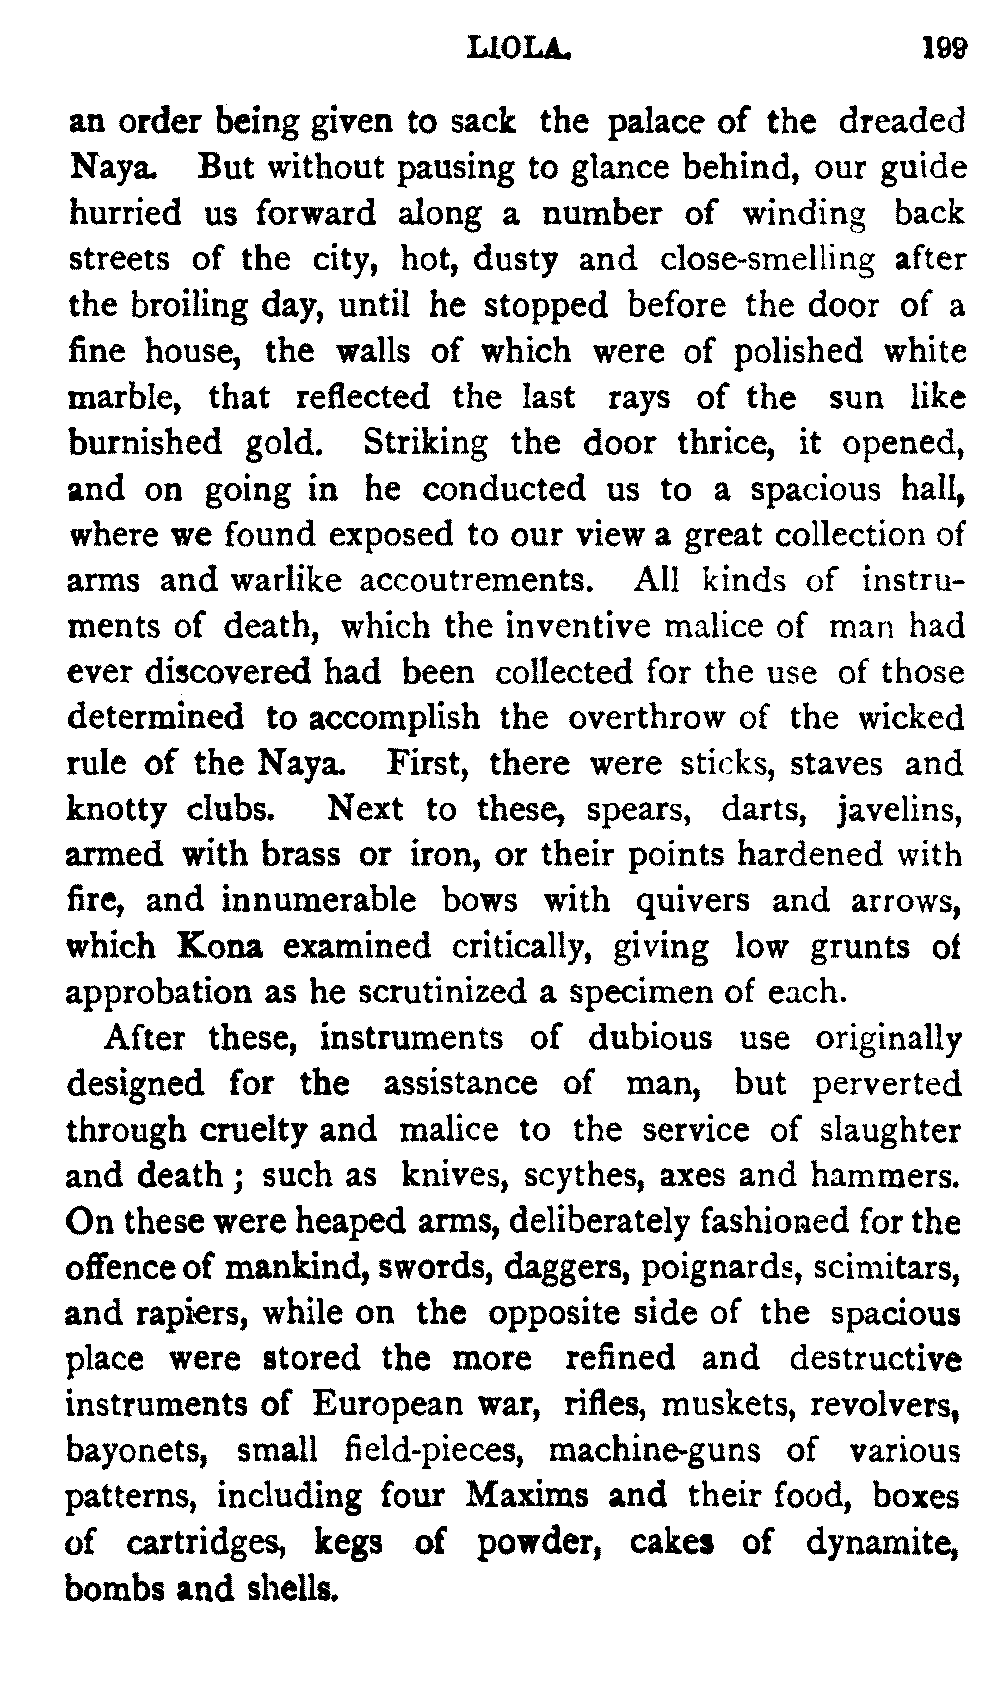 LIOLA. 199
an order being given to sack the palace of the dreaded
Naya. But without pausing to glance behind, our guide
hurried us forward along a number of winding back
streets of the city, hot, dusty and close-smelling after
the broiling day, until he stopped before the door of a
fine house, the walls of which were of polished white
marble, that reflected the last rays of the sun like
burnished gold. Striking the door thrice, it opened,
and on going in he conducted us to a spacious hall,
where we found exposed to our view a great collection of
arms and warlike accoutrements. All kinds of instru-
ments of death, which the inventive malice of man had
ever discovered had been collected for the use of those
determined to accomplish the overthrow of the wicked
rule of the Naya. First, there were sticks, staves and
knotty clubs. Next to these, spears, darts, javelins,
armed with brass or iron, or their points hardened with
fire, and innumerable bows with quivers and arrows,
which Kona examined critically, giving low grunts of
approbation as he scrutinized a specimen of each.
After these, instruments of dubious use originally
designed for the assistance of man, but perverted
through cruelty and malice to the service of slaughter
and death ; such as knives, scythes, axes and hammers.
On these were heaped arms, deliberately fashioned for the
offence of mankind, swords, daggers, poignards, scimitars,
and rapiers, while on the opposite side of the spacious
place were stored the more refined and destructive
instruments of European war, rifles, muskets, revolvers,
bayonets, small field-pieces, machine-guns of various
patterns, including four Maxims and their food, boxes
of cartridges, kegs of powder, cakes of dynamite,
bombs and shells.